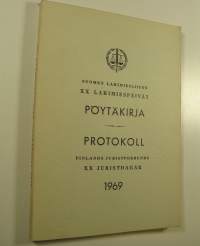 SUOMEN LAKIMIESLIITON
XX LAKIMIESPÄIVÄT
PÖYTÄKIRJA
PROTOKOLL
FINLANDS JURISTFÖRBUNDS
XX JURISTDAGAR
1969